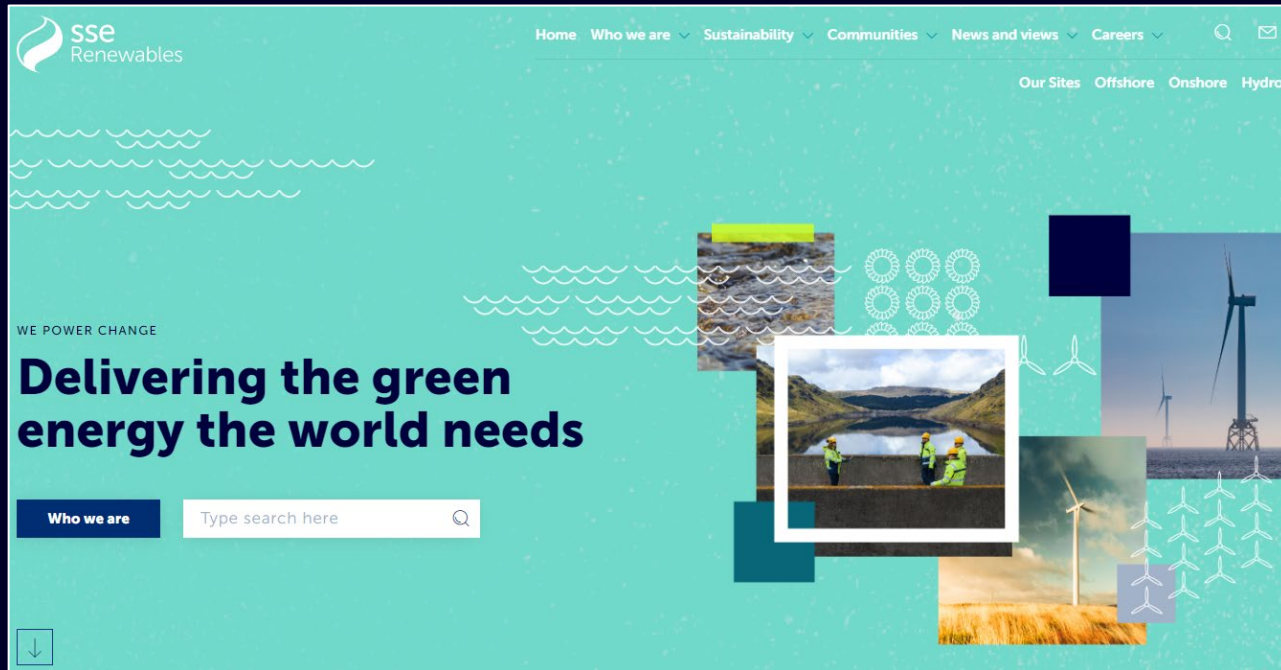 sse
Renewables
Home Who we are Sustainability Communities News and views Careers
Our Sites Offshore Onshore Hydro
WE POWER CHANGE
Delivering the green
energy the world needs
Who we are
Type search here